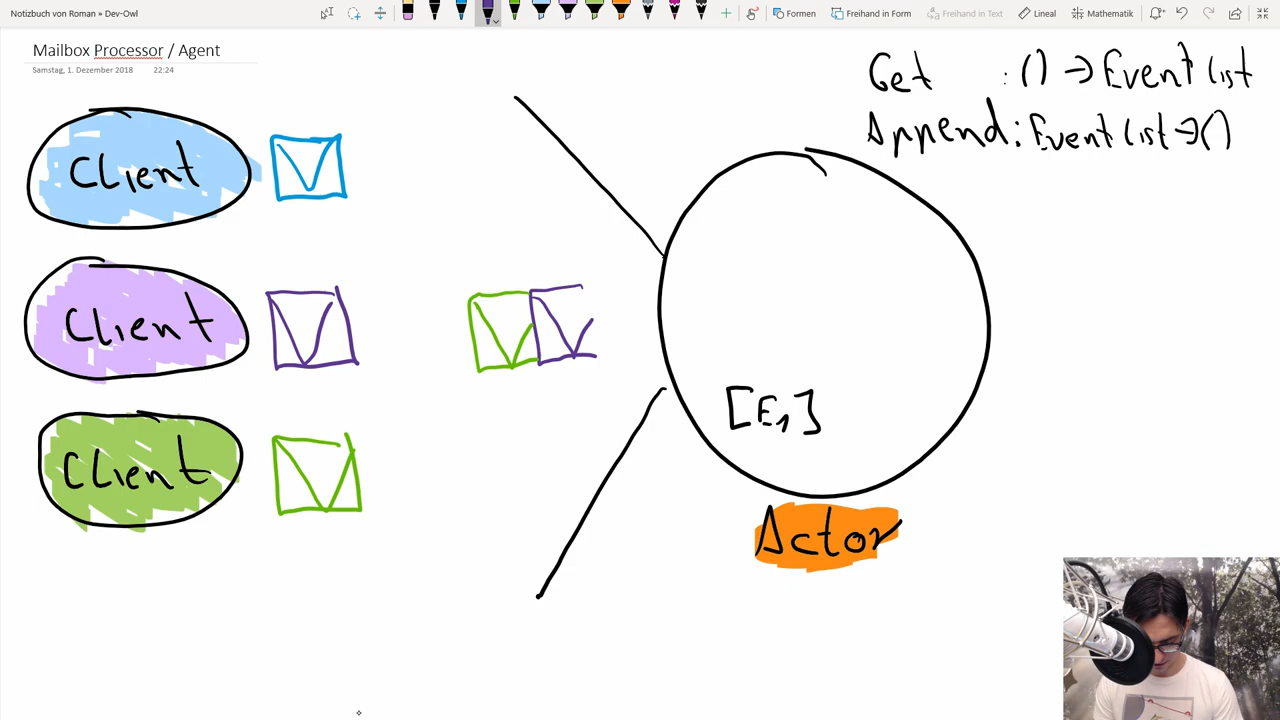 Notizbuch von Roman » Dev-Owl
Formen
Freihand in Form
Freihand in Text
Lineal
Mathematik
Mailbox Processor / Agent
Samstag, 1. Dezember 2018 22:24
Get : () → Event list
Append : Event list → ()
Client
Client
Client
[E1]
Actor